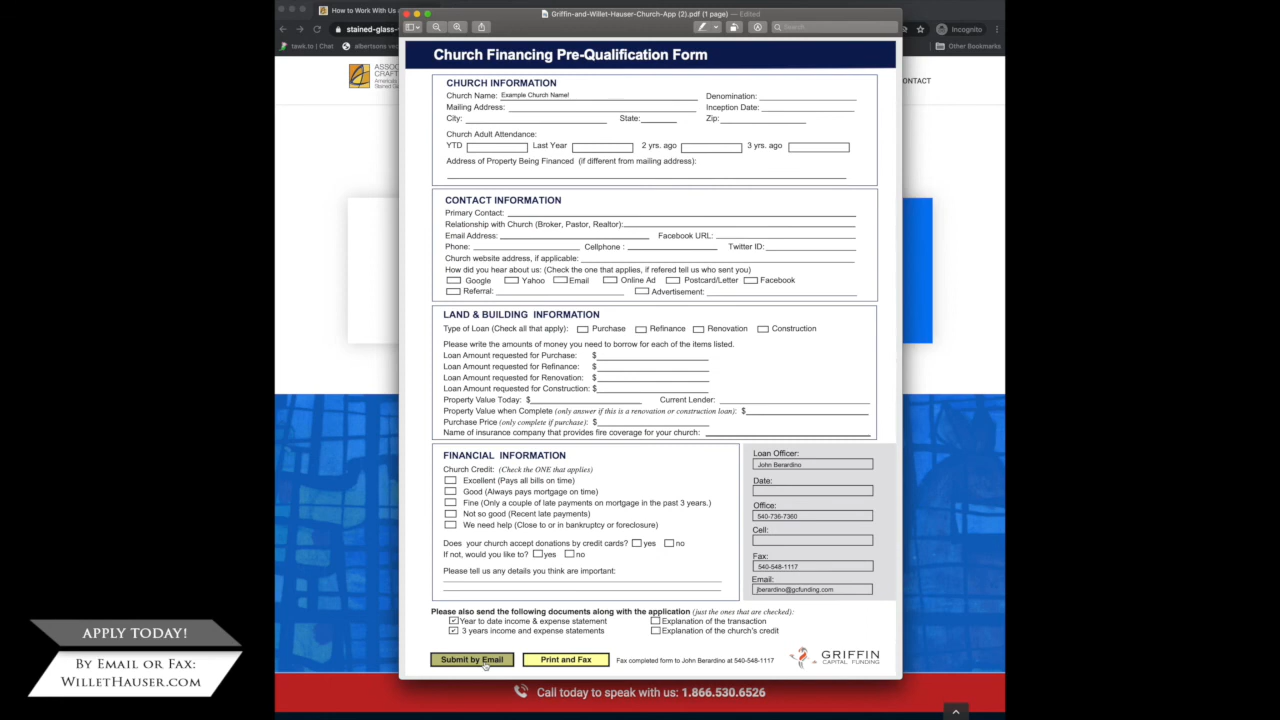 How to Work With Us
Griffin-and-Willet-Hauser-Church-App (2).pdf (1 page) — Edited
stained-glass-
Search
Incognito
tawk.to | Chat
albertsons
Other Bookmarks
Church Financing Pre-Qualification Form
ASSOC
CRAFT
CONTACT
CHURCH INFORMATION
Church Name: Example Church Name! Denomination:
Mailing Address: Inception Date:
City: State: Zip:
Church Adult Attendance:
YTD Last Year 2 yrs. ago 3 yrs. ago
Address of Property Being Financed (if different from mailing address):
CONTACT INFORMATION
Primary Contact:
Relationship with Church (Broker, Pastor, Realtor):
Email Address: Facebook URL:
Phone: Cellphone : Twitter ID:
Church website address, if applicable:
How did you hear about us: (Check the one that applies, if refered tell us who sent you)
Google Yahoo Email Online Ad Postcard/Letter Facebook
Referral: Advertisement:
LAND & BUILDING INFORMATION
Type of Loan (Check all that apply): Purchase Refinance Renovation Construction
Please write the amounts of money you need to borrow for each of the items listed.
Loan Amount requested for Purchase: $
Loan Amount requested for Refinance: $
Loan Amount requested for Renovation: $
Loan Amount requested for Construction: $
Property Value Today: $ Current Lender:
Property Value when Complete (only answer if this is a renovation or construction loan): $
Purchase Price (only complete if purchase): $
Name of insurance company that provides fire coverage for your church:
FINANCIAL INFORMATION
Church Credit: (Check the ONE that applies)
Excellent (Pays all bills on time)
Good (Always pays mortgage on time)
Fine (Only a couple of late payments on mortgage in the past 3 years.)
Not so good (Recent late payments)
We need help (Close to or in bankruptcy or foreclosure)
Does your church accept donations by credit cards? yes no
If not, would you like to? yes no
Please tell us any details you think are important:
Loan Officer:
John Berardino
Date:
Office:
540-736-7360
Cell:
Fax:
540-548-1117
Email:
jberardino@gcfunding.com
Please also send the following documents along with the application (just the ones that are checked):
Year to date income & expense statement Explanation of the transaction
3 years income and expense statements Explanation of the church's credit
Submit by Email Print and Fax Fax completed form to John Berardino at 540-548-1117
GRIFFIN
CAPITAL FUNDING
Call today to speak with us: 1.866.530.6526
APPLY TODAY!
BY EMAIL OR FAX:
WILLETHAUSER.COM